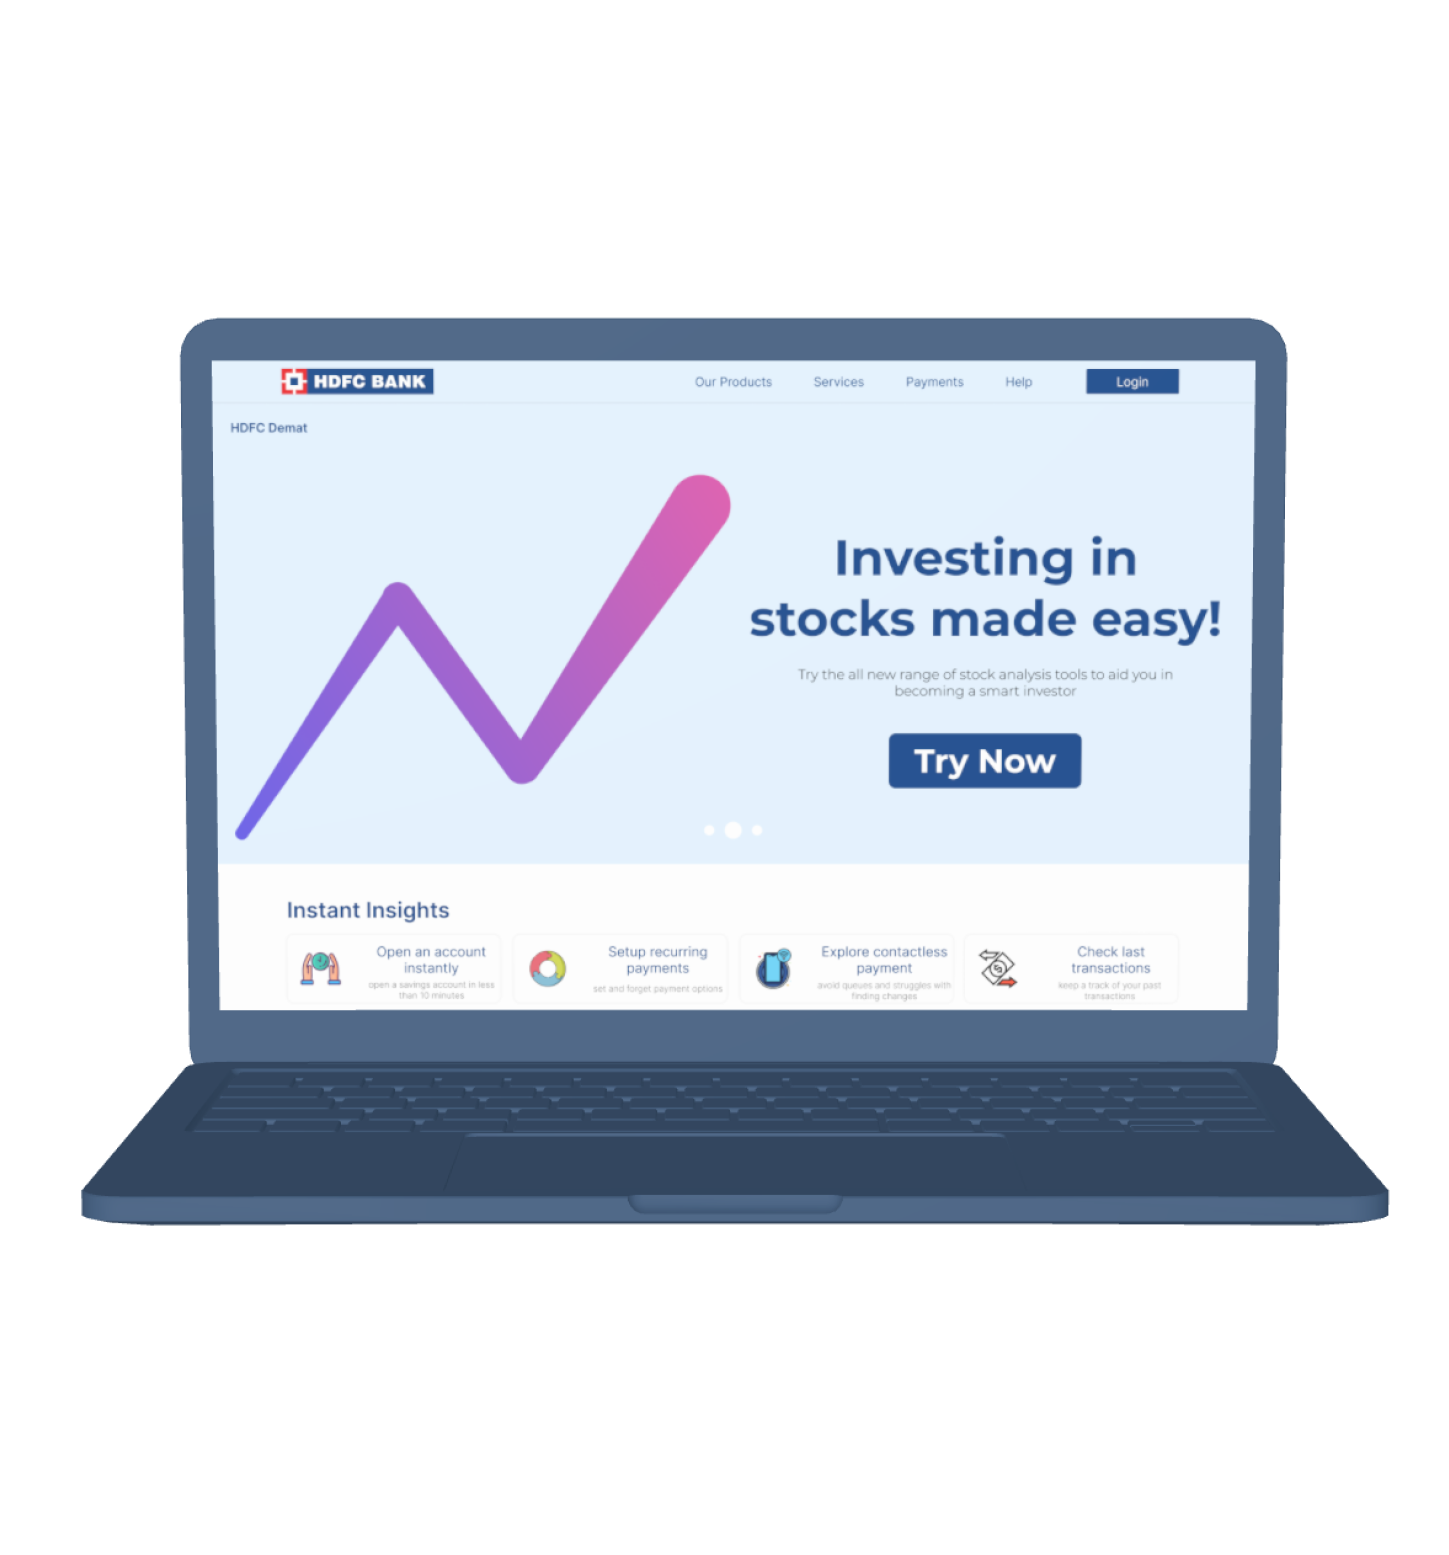 HDFC BANK
Our Products
Services
Payments
Help
Login
HDFC Demat
Investing in
stocks made easy!
Try the all new range of stock analysis tools to aid you in
becoming a smart investor
Try Now
Instant Insights
Open an account
instantly
open a savings account in less
than 10 minutes
Setup recurring
payments
set and forget payment options
Explore contactless
payment
avoid queues and struggles with
finding changes
Check last
transactions
keep a track of your past
transactions